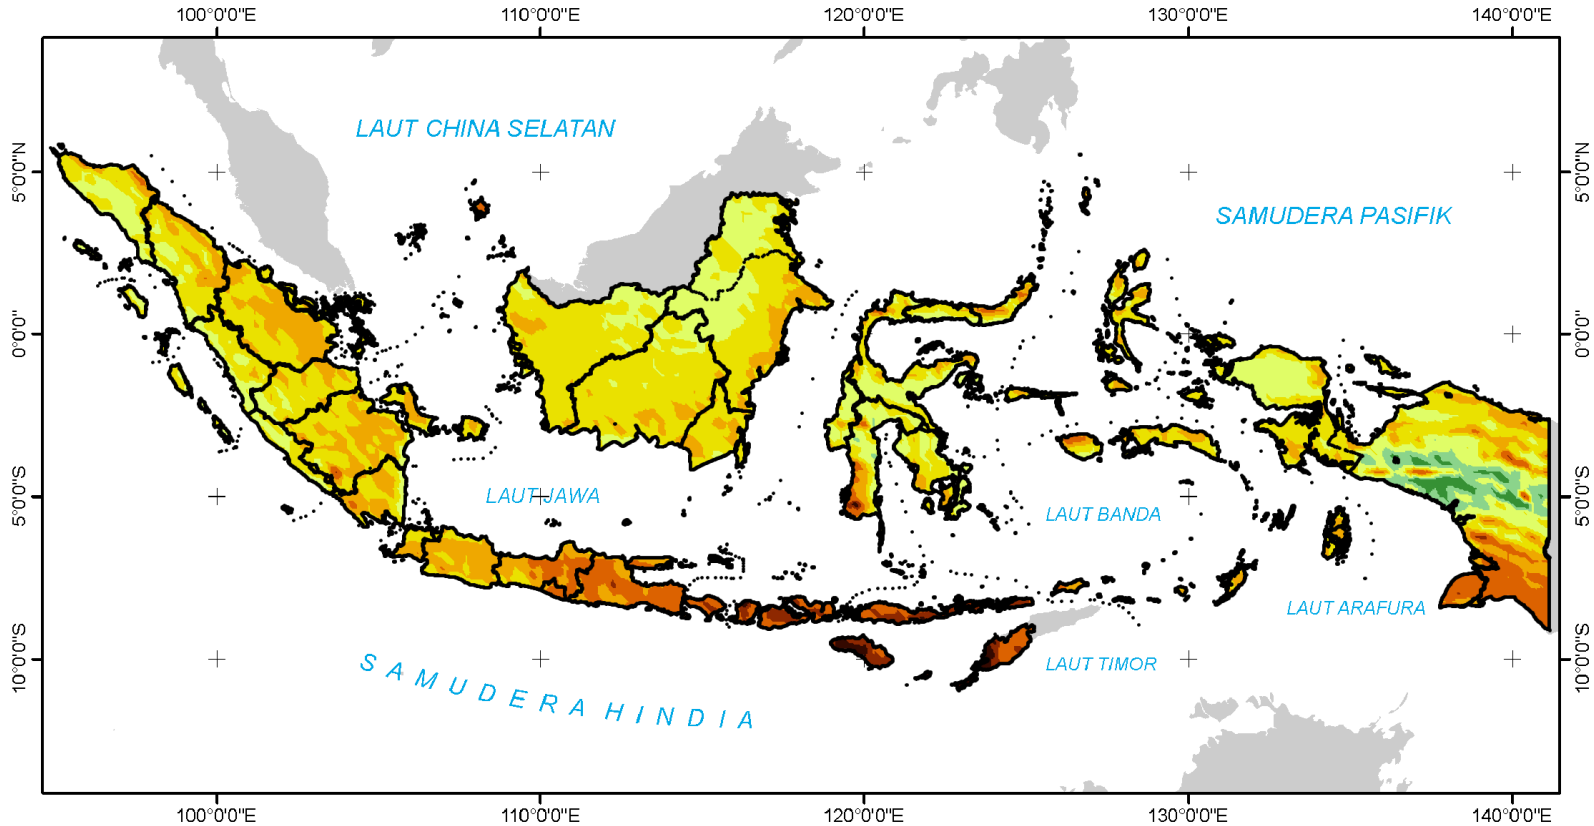 100°0'0"E 110°0'0"E 120°0'0"E 130°0'0"E 140°0'0"E
LAUT CHINA SELATAN
5°0'0"N 5°0'0"N
SAMUDERA PASIFIK
0°0'0" 0°0'0"
5°0'0"S 5°0'0"S
LAUT JAWA
LAUT BANDA
LAUT ARAFURA
10°0'0"S 10°0'0"S
LAUT TIMOR
SAMUDERA HINDIA
100°0'0"E 110°0'0"E 120°0'0"E 130°0'0"E 140°0'0"E